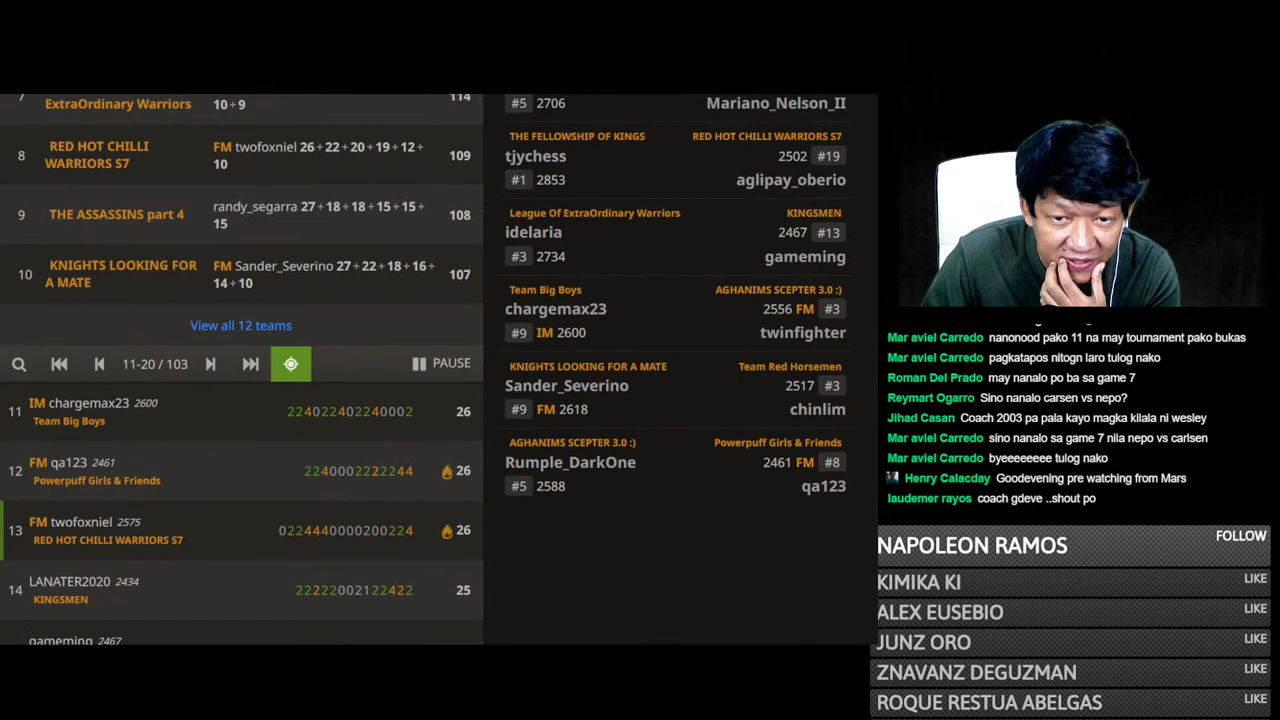 7
ExtraOrdinary Warriors
10+9
114
8
RED HOT CHILLI
WARRIORS S7
FM twofoxniel 26+22+20+19+12+
10
109
9
THE ASSASSINS part 4
randy_segarra 27+18+18+15+15+
15
108
10
KNIGHTS LOOKING FOR
A MATE
FM Sander_Severino 27+22+18+16+
14+10
107
View all 12 teams
11-20 / 103
PAUSE
11
IM chargemax23 2600
Team Big Boys
224022402240002
26
12
FM qa123 2461
Powerpuff Girls & Friends
2240002222244
26
13
FM twofoxniel 2575
RED HOT CHILLI WARRIORS S7
0224440000200224
26
14
LANATER2020 2434
KINGSMEN
22222002122422
25
gameming 2467
#5 2706
Mariano_Nelson_II
THE FELLOWSHIP OF KINGS
RED HOT CHILLI WARRIORS S7
tjychess
2502 #19
#1 2853
aglipay_oberio
League Of ExtraOrdinary Warriors
KINGSMEN
idelaria
2467 #13
#3 2734
gameming
Team Big Boys
AGHANIMS SCEPTER 3.0 :)
chargemax23
2556 FM #3
#9 IM 2600
twinfighter
KNIGHTS LOOKING FOR A MATE
Team Red Horsemen
Sander_Severino
2517 #3
#9 FM 2618
chinlim
AGHANIMS SCEPTER 3.0 :)
Powerpuff Girls & Friends
Rumple_DarkOne
2461 FM #8
#5 2588
qa123
Mar aviel Carredo nanonood pako 11 na may tournament pako bukas
Mar aviel Carredo pagkatapos nitogn laro tulog nako
Roman Del Prado may nanalo po ba sa game 7
Reymart Ogarro Sino nanalo carsen vs nepo?
Jihad Casan Coach 2003 pa pala kayo magka kilala ni wesley
Mar aviel Carredo sino nanalo sa game 7 nila nepo vs carlsen
Mar aviel Carredo byeeeeeeee tulog nako
Henry Calacday Goodevening pre watching from Mars
laudemer rayos coach gdeve ..shout po
NAPOLEON RAMOS FOLLOW
KIMIKA KI LIKE
ALEX EUSEBIO LIKE
JUNZ ORO LIKE
ZNAVANZ DEGUZMAN LIKE
ROQUE RESTUA ABELGAS LIKE